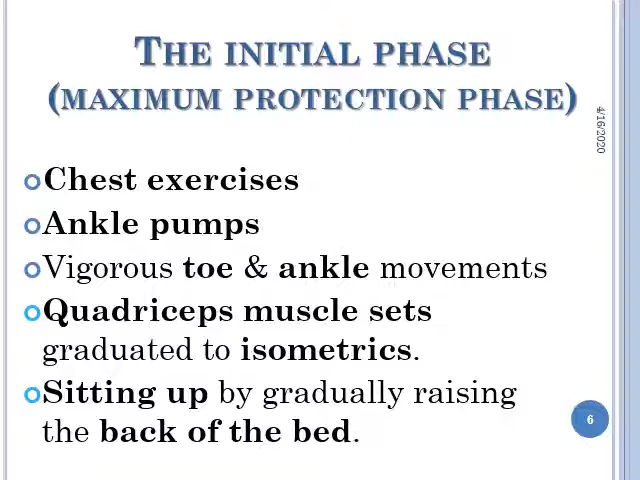 THE INITIAL PHASE
(MAXIMUM PROTECTION PHASE)
4/16/2020
Chest exercises
Ankle pumps
Vigorous toe & ankle movements
Quadriceps muscle sets
graduated to isometrics.
Sitting up by gradually raising
the back of the bed.
6